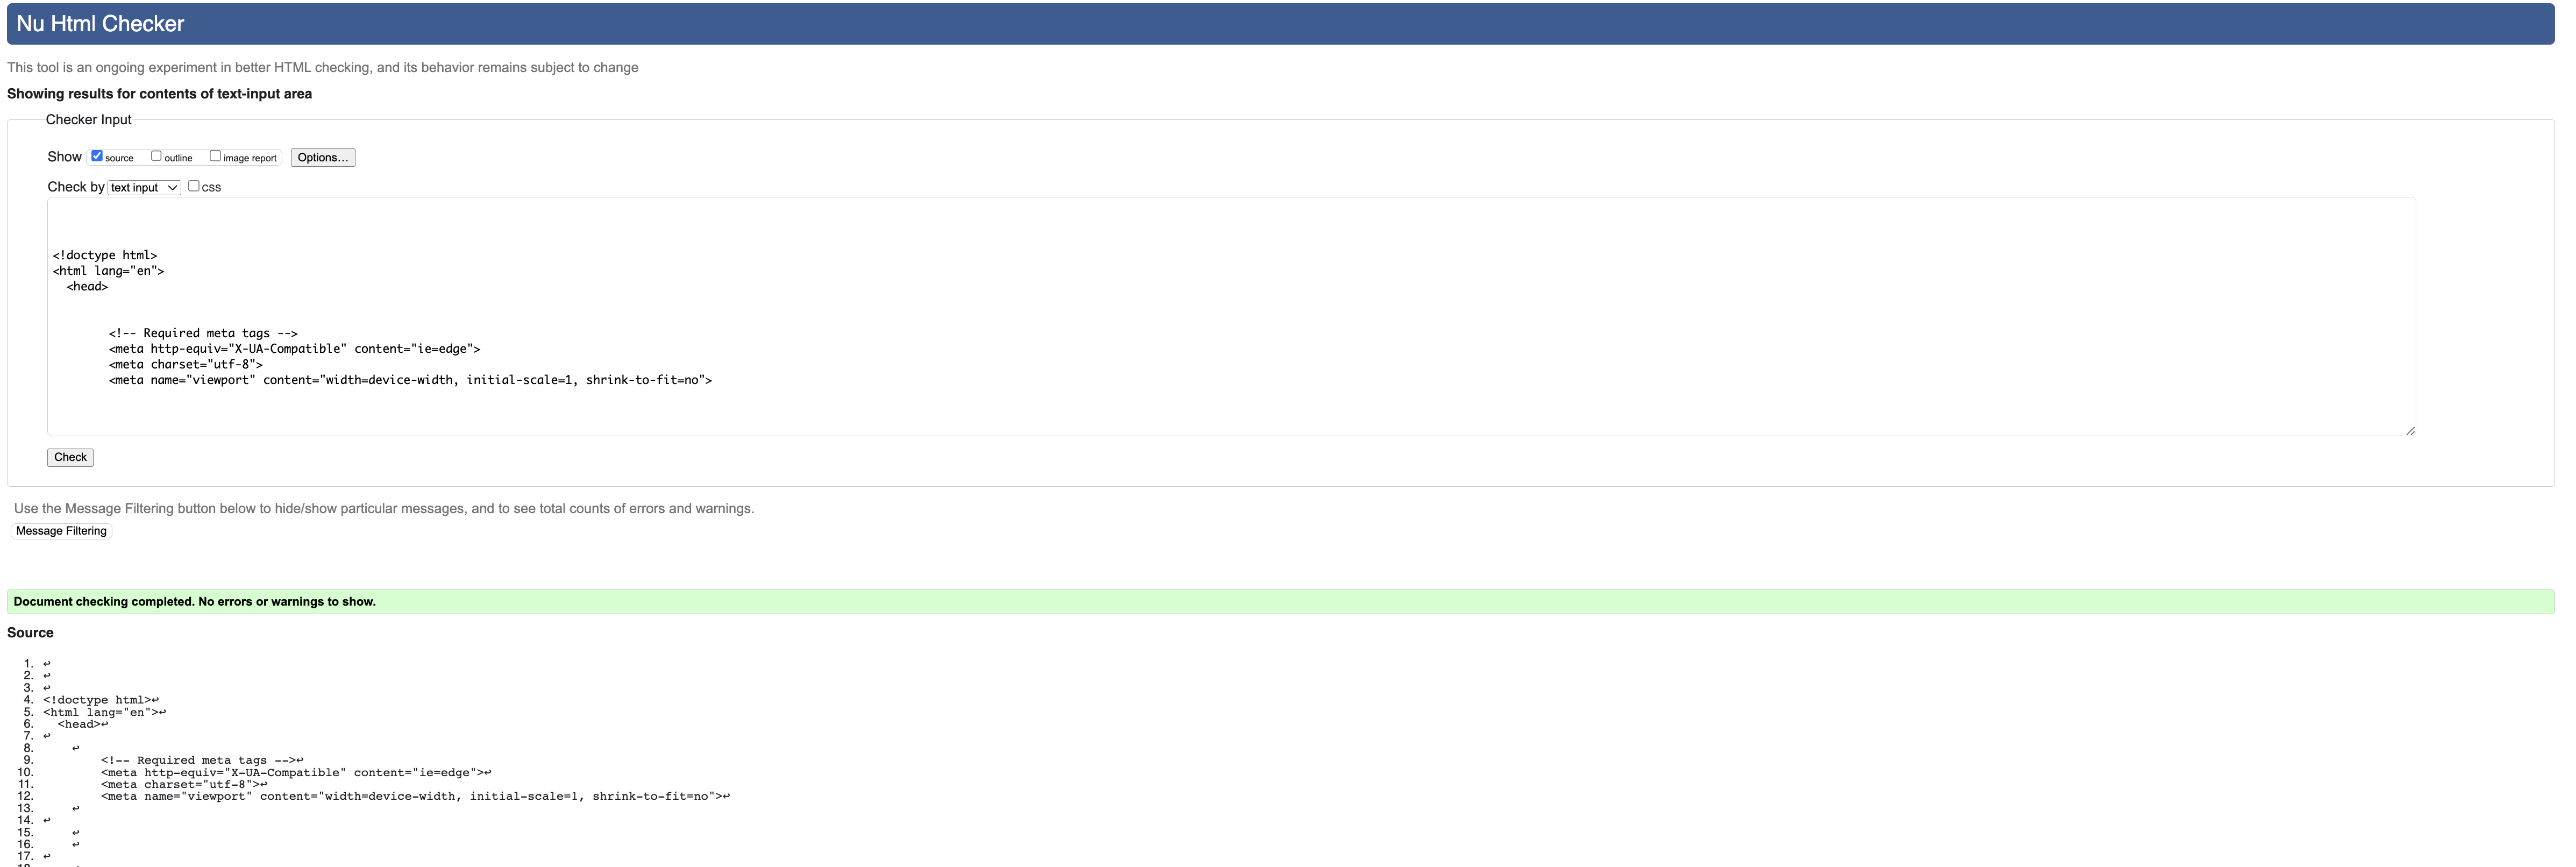 Nu Html Checker
This tool is an ongoing experiment in better HTML checking, and its behavior remains subject to change
Showing results for contents of text-input area
Checker Input
Show source outline image report Options...
Check by text input css
<!doctype html>
<html lang="en">
  <head>
        <!-- Required meta tags -->
        <meta http-equiv="X-UA-Compatible" content="ie=edge">
        <meta charset="utf-8">
        <meta name="viewport" content="width=device-width, initial-scale=1, shrink-to-fit=no">
Check
Use the Message Filtering button below to hide/show particular messages, and to see total counts of errors and warnings.
Message Filtering
Document checking completed. No errors or warnings to show.
Source
1. ↩
2. ↩
3. ↩
4. <!doctype html>↩
5. <html lang="en">↩
6.   <head>↩
7. ↩
8.     ↩
9.         <!-- Required meta tags -->↩
10.         <meta http-equiv="X-UA-Compatible" content="ie=edge">↩
11.         <meta charset="utf-8">↩
12.         <meta name="viewport" content="width=device-width, initial-scale=1, shrink-to-fit=no">↩
13.     ↩
14. ↩
15.     ↩
16.     ↩
17. ↩